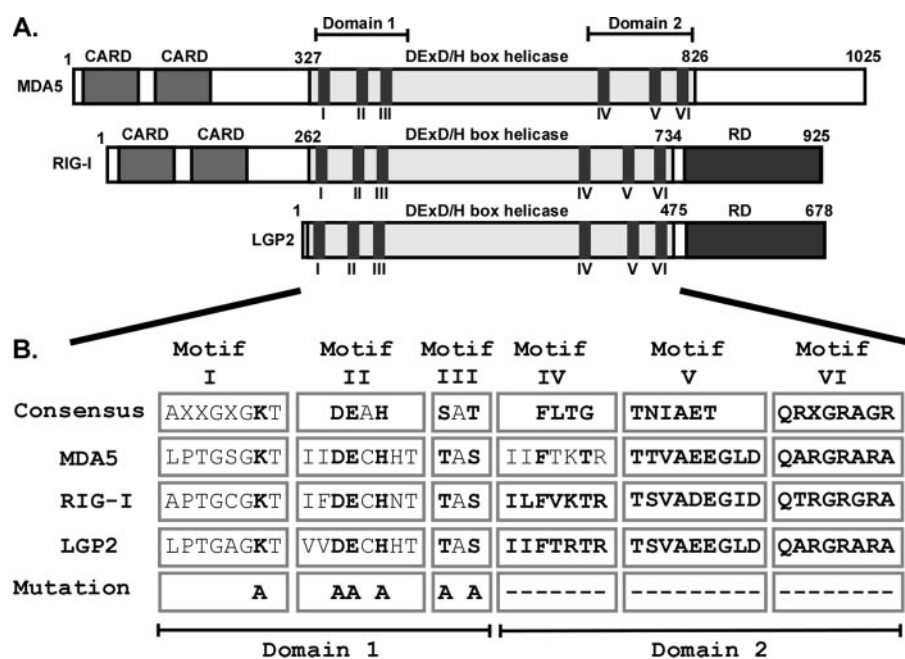 A.
Domain 1 Domain 2
1 CARD CARD 327 DExD/H box helicase 826 1025
MDA5
I II III IV V VI
1 CARD CARD 262 DExD/H box helicase 734 RD 925
RIG-I
I II III IV V VI
1 DExD/H box helicase 475 RD 678
LGP2
I II III IV V VI
B.
Motif Motif Motif Motif Motif Motif
I II III IV V VI
Consensus AXXGXGKT DEAH SAT FLTG TNIAET QRXGRAGR
MDA5 LPTGSGKT IIDECHHT TAS IIFTKTR TTVAEEGLD QARGRARA
RIG-I APTGCGKT IFDECHNT TAS ILFVKTR TSVADEGID QTRGRGRA
LGP2 LPTGAGKT VVDECHHT TAS IIFTRTR TSVAEEGLD QARGRARA
Mutation A AA A A A ------- --------- --------
Domain 1 Domain 2